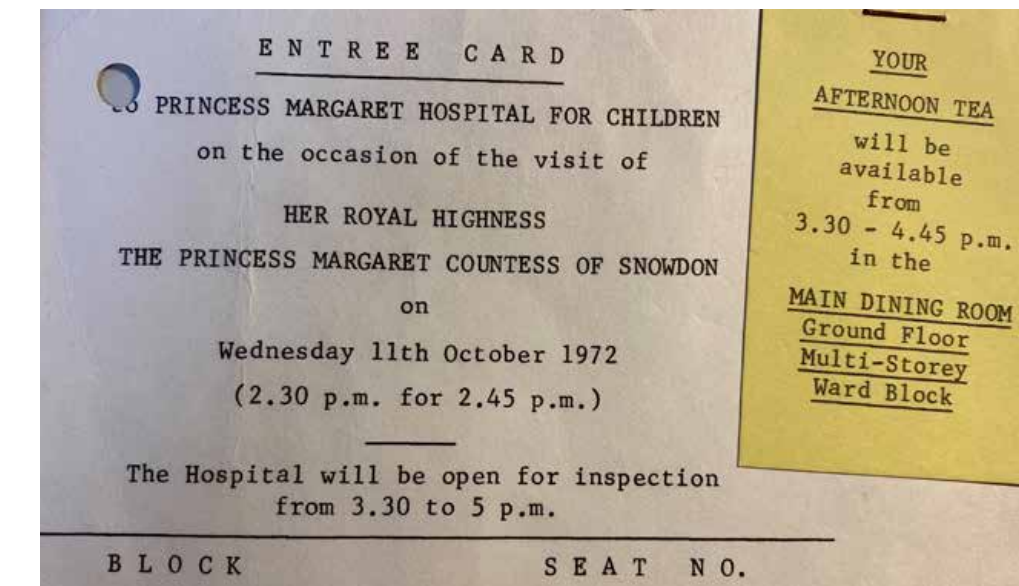 ENTREE CARD
to PRINCESS MARGARET HOSPITAL FOR CHILDREN
on the occasion of the visit of
HER ROYAL HIGHNESS
THE PRINCESS MARGARET COUNTESS OF SNOWDON
on
Wednesday 11th October 1972
(2.30 p.m. for 2.45 p.m.)
The Hospital will be open for inspection
from 3.30 to 5 p.m.
BLOCK SEAT NO.
YOUR
AFTERNOON TEA
will be
available
from
3.30 - 4.45 p.m.
in the
MAIN DINING ROOM
Ground Floor
Multi-Storey
Ward Block